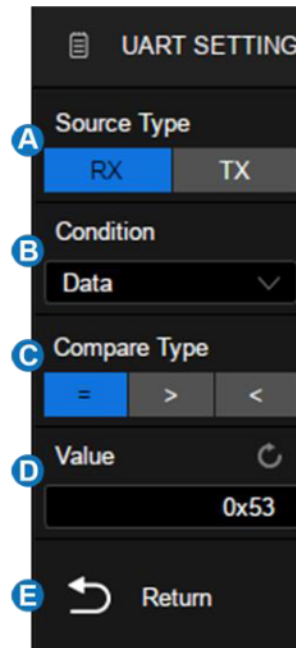 UART SETTING
A
Source Type
RX TX
B
Condition
Data
C
Compare Type
= > <
D
Value
0x53
E
Return